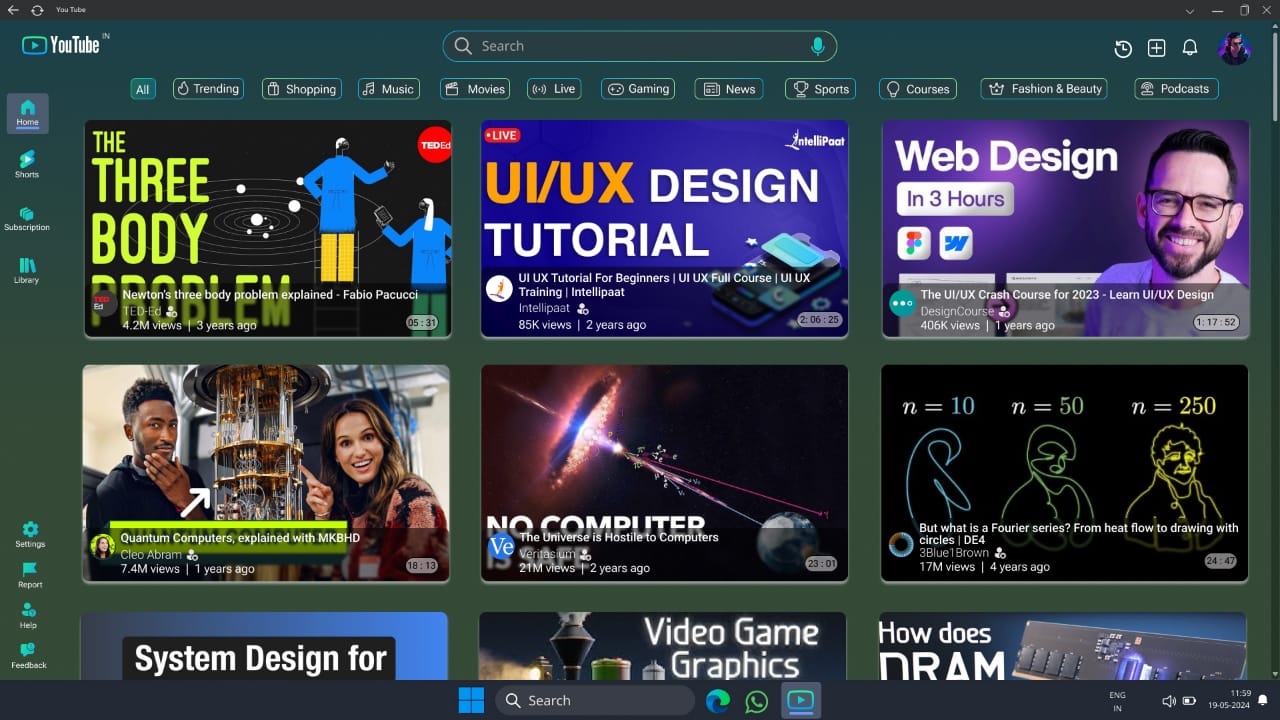 You Tube
YouTube IN
Search
All
Trending
Shopping
Music
Movies
Live
Gaming
News
Sports
Courses
Fashion & Beauty
Podcasts
Home
Shorts
Subscription
Library
Settings
Report
Help
Feedback
THE
THREE
BODY
PROBLEM
TED Ed
TED Ed
Newton's three body problem explained - Fabio Pacucci
TED-Ed
4.2M views | 3 years ago
05 : 31
LIVE
IntelliPaat
UI/UX DESIGN
TUTORIAL
UI UX Tutorial For Beginners | UI UX Full Course | UI UX
Training | Intellipaat
Intellipaat
85K views | 2 years ago
2: 06 : 25
Web Design
In 3 Hours
The UI/UX Crash Course for 2023 - Learn UI/UX Design
DesignCourse
406K views | 1 years ago
1: 17 : 52
Quantum Computers, explained with MKBHD
Cleo Abram
7.4M views | 1 years ago
18 : 13
NO COMPUTER
IS
Ve
The Universe is Hostile to Computers
Veritasium
21M views | 2 years ago
23 : 01
n = 10
n = 50
n = 250
But what is a Fourier series? From heat flow to drawing with
circles | DE4
3Blue1Brown
17M views | 4 years ago
24 : 47
System Design for
Video Game
Graphics
How does
DRAM
Search
ENG
IN
11:59
19-05-2024